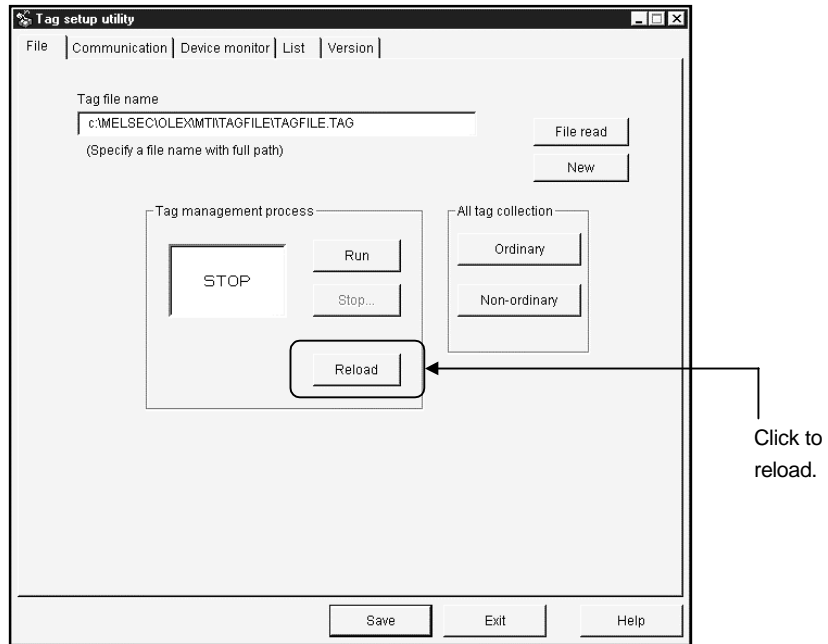 Tag setup utility
File Communication Device monitor List Version
Tag file name
c:\MELSEC\OLEX\MTI\TAGFILE\TAGFILE.TAG
(Specify a file name with full path)
File read
New
Tag management process
All tag collection
STOP
Run
Ordinary
Stop...
Non-ordinary
Reload
Click to
reload.
Save Exit Help